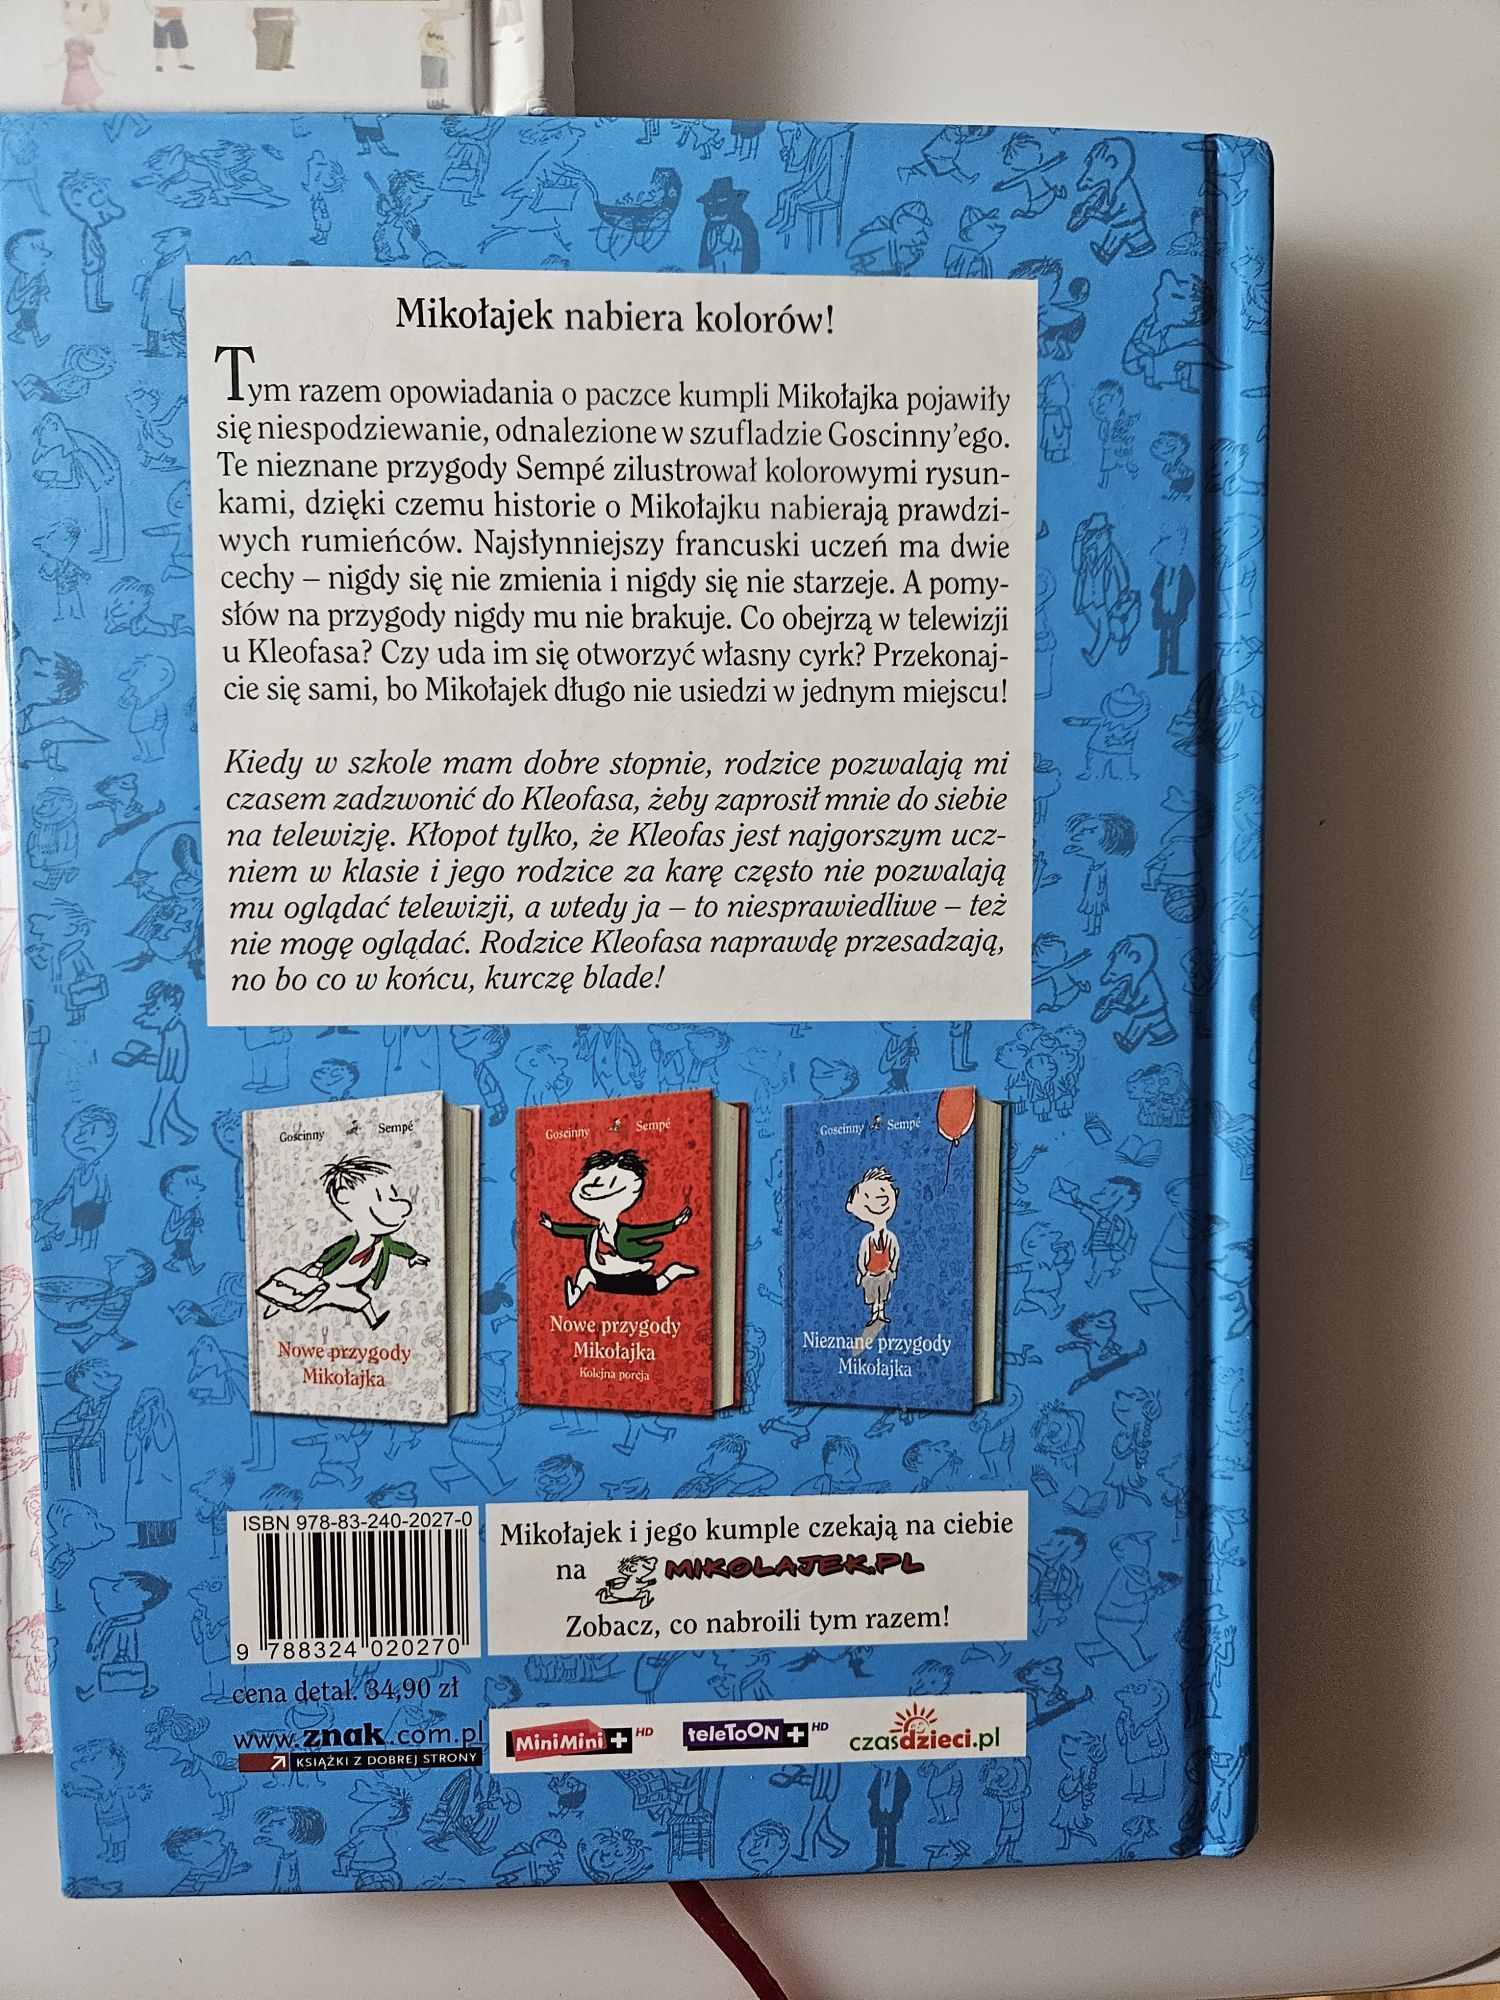 Mikołajek nabiera kolorów!
Tym razem opowiadania o paczce kumpli Mikołajka pojawiły
się niespodziewanie, odnalezione w szufladzie Goscinny'ego.
Te nieznane przygody Sempé zilustrował kolorowymi rysun-
kami, dzięki czemu historie o Mikołajku nabierają prawdzi-
wych rumieńców. Najsłynniejszy francuski uczeń ma dwie
cechy – nigdy się nie zmienia i nigdy się nie starzeje. A pomy-
słów na przygody nigdy mu nie brakuje. Co obejrzą w telewizji
u Kleofasa? Czy uda im się otworzyć własny cyrk? Przekonaj-
cie się sami, bo Mikołajek długo nie usiedzi w jednym miejscu!
Kiedy w szkole mam dobre stopnie, rodzice pozwalają mi
czasem zadzwonić do Kleofasa, żeby zaprosił mnie do siebie
na telewizję. Kłopot tylko, że Kleofas jest najgorszym ucz-
niem w klasie i jego rodzice za karę często nie pozwalają
mu oglądać telewizji, a wtedy ja – to niesprawiedliwe – też
nie mogę oglądać. Rodzice Kleofasa naprawdę przesadzają,
no bo co w końcu, kurczę blade!
Goscinny Sempé
Nowe przygody
Mikołajka
Goscinny Sempé
Nowe przygody
Mikołajka
Kolejna porcja
Goscinny Sempé
Nieznane przygody
Mikołajka
ISBN 978-83-240-2027-0
9 788324 020270
cena detal. 34,90 zł
www.znak.com.pl
KSIĄŻKI Z DOBREJ STRONY
Mikołajek i jego kumple czekają na ciebie
na MIKOLAJEK.PL
Zobacz, co nabroili tym razem!
MiniMini+ HD
teleTOON+ HD
czasdzieci.pl